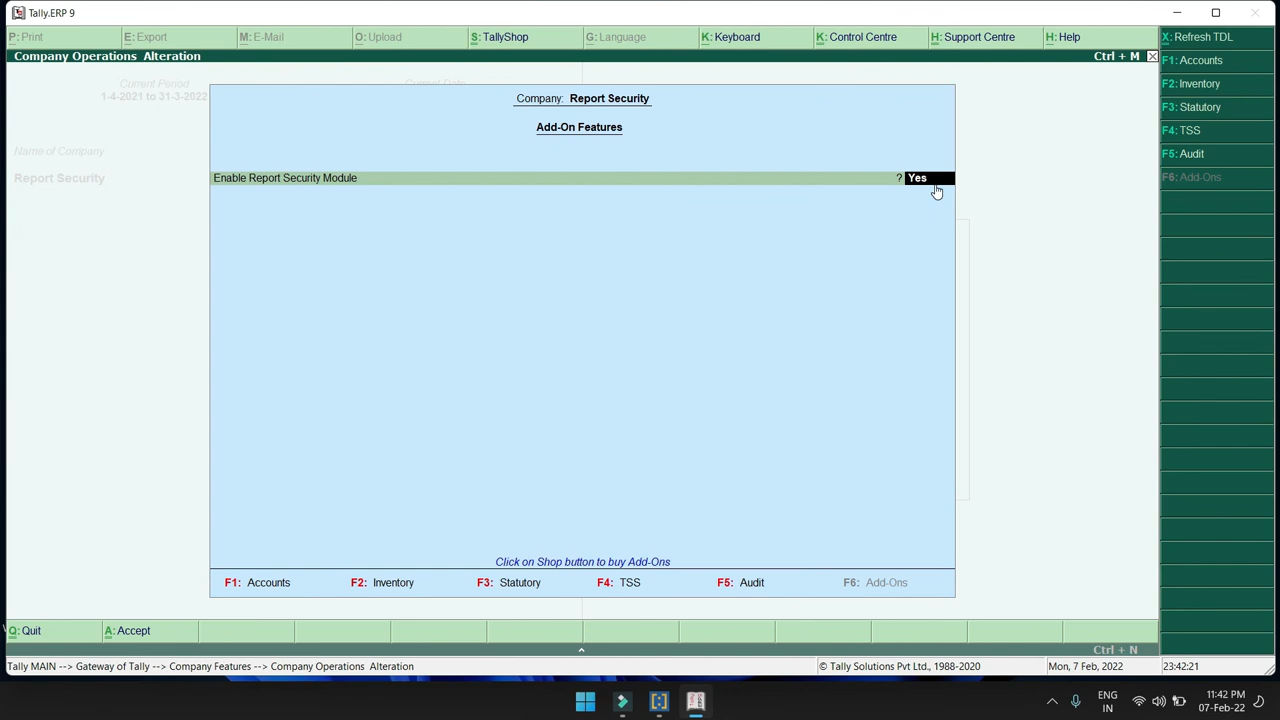 Tally.ERP 9
P: Print E: Export M: E-Mail O: Upload S: TallyShop G: Language K: Keyboard K: Control Centre H: Support Centre H: Help
X: Refresh TDL
Company Operations Alteration Ctrl + M
F1: Accounts
F2: Inventory
F3: Statutory
F4: TSS
F5: Audit
F6: Add-Ons
Current Period Current Date
1-4-2021 to 31-3-2022
Name of Company
Report Security
Company: Report Security
Add-On Features
Enable Report Security Module ? Yes
Click on Shop button to buy Add-Ons
F1: Accounts F2: Inventory F3: Statutory F4: TSS F5: Audit F6: Add-Ons
Q: Quit A: Accept
Ctrl + N
Tally MAIN --> Gateway of Tally --> Company Features --> Company Operations Alteration © Tally Solutions Pvt Ltd., 1988-2020 Mon, 7 Feb, 2022 23:42:21
ENG
IN
11:42 PM
07-Feb-22